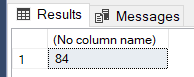 Results Messages
(No column name)
1 84